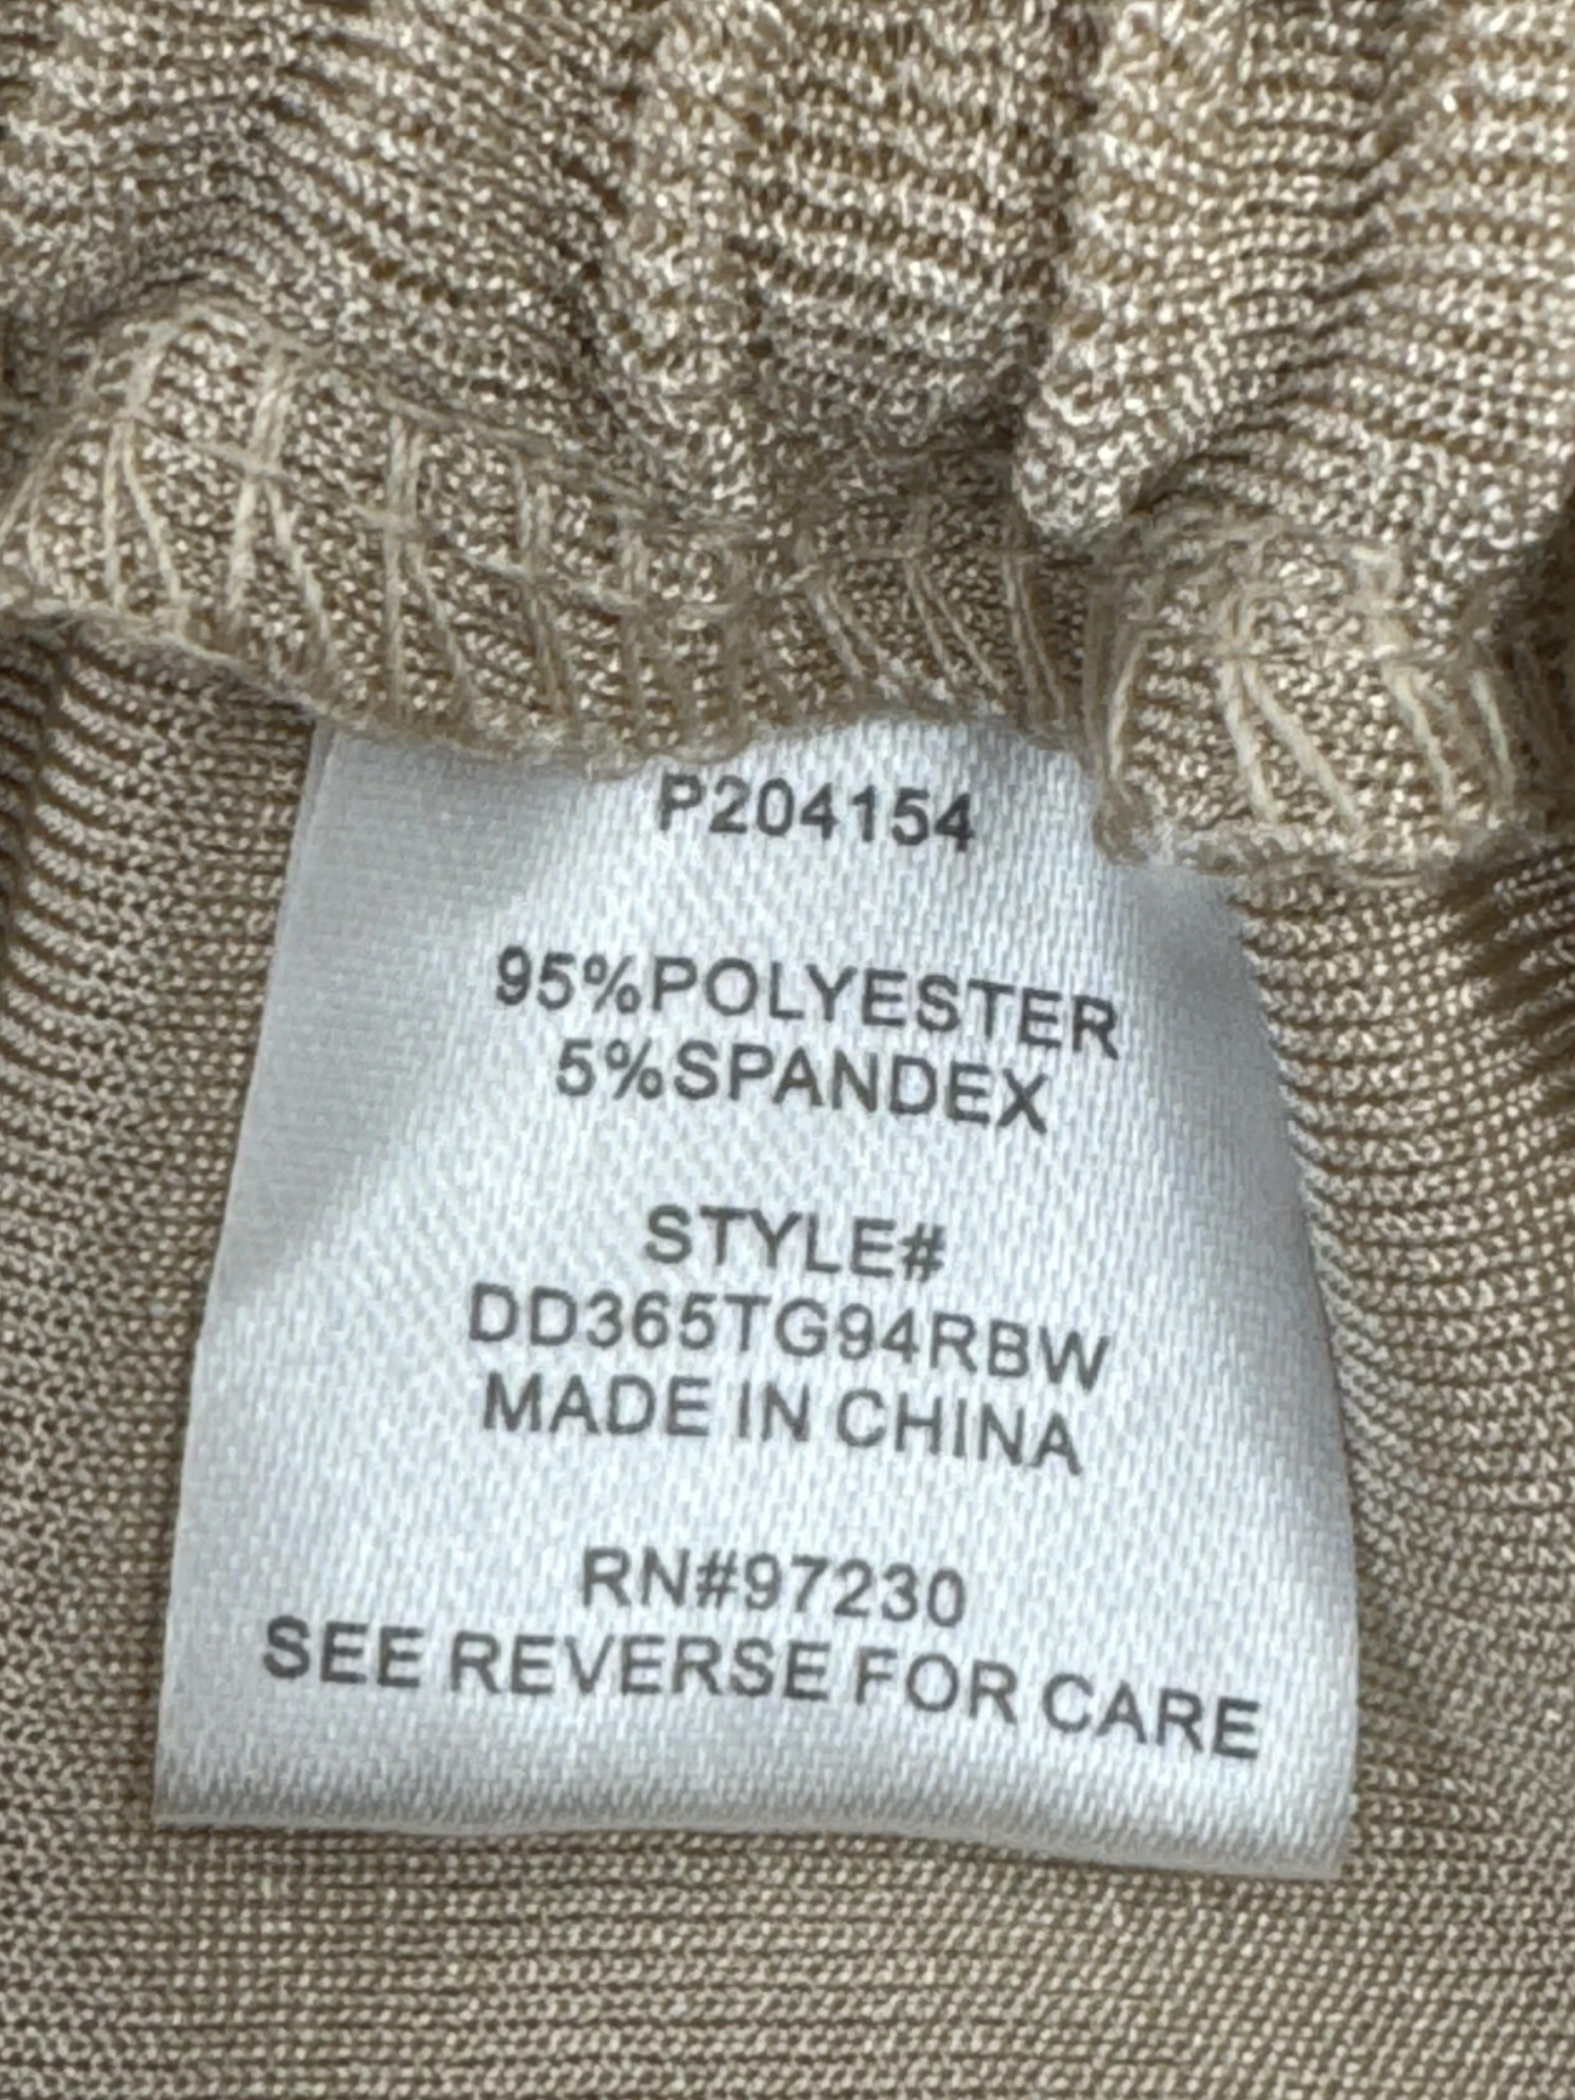 P204154
95%POLYESTER
5%SPANDEX
STYLE#
DD365TG94RBW
MADE IN CHINA
RN#97230
SEE REVERSE FOR CARE